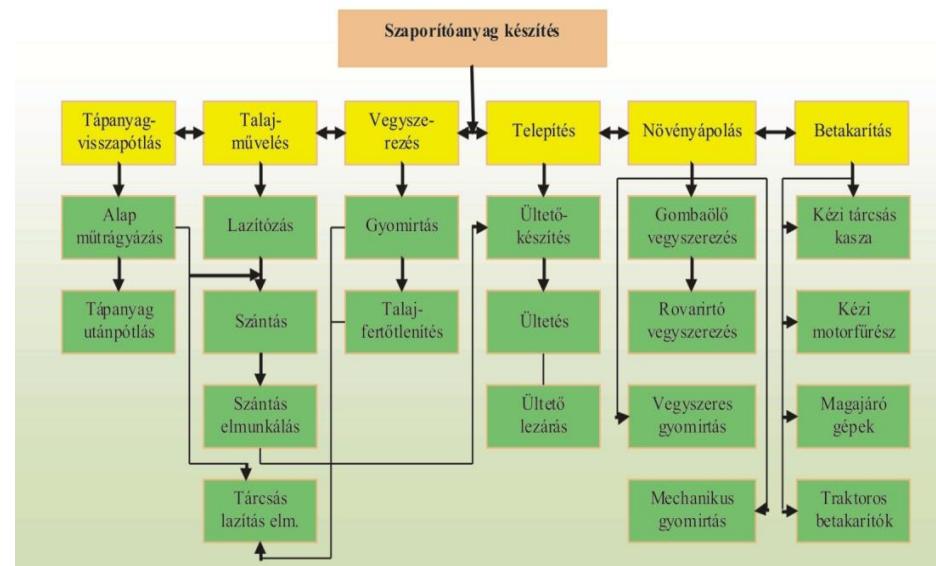 Szaporítóanyag készítés
Tápanyag-
visszapótlás
Talaj-
művelés
Vegysze-
rezés
Telepítés
Növényápolás
Betakarítás
Alap
műtrágyázás
Lazítózás
Gyomirtás
Ültető-
készítés
Gombaölő
vegyszerezés
Kézi tárcsás
kasza
Tápanyag
utánpótlás
Szántás
Talaj-
fertőtlenítés
Ültetés
Rovarirtó
vegyszerezés
Kézi
motorfűrész
Szántás
elmunkálás
Ültető
lezárás
Vegyszeres
gyomirtás
Magajáró
gépek
Tárcsás
lazítás elm.
Mechanikus
gyomirtás
Traktoros
betakarítók